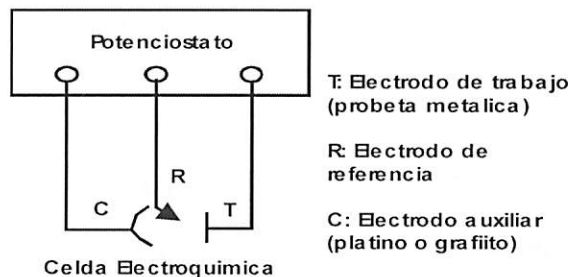 Potenciostato
T: Electrodo de trabajo
(probeta metalica)
R: Electrodo de
referencia
C: Electrodo auxiliar
(platino o grafiito)
R
C
T
Celda Electroquimica